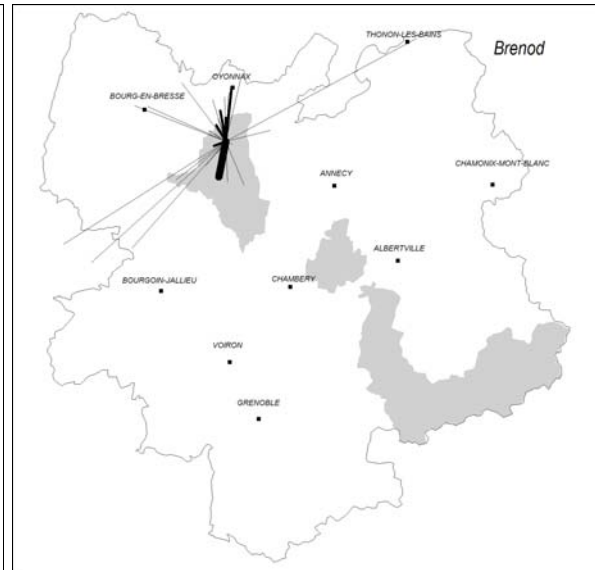 THONON-LES-BAINS
Brenod
OYONNAX
BOURG-EN-BRESSE
CHAMONIX-MONT-BLANC
ANNECY
ALBERTVILLE
BOURGOIN-JALLIEU
CHAMBERY
VOIRON
GRENOBLE